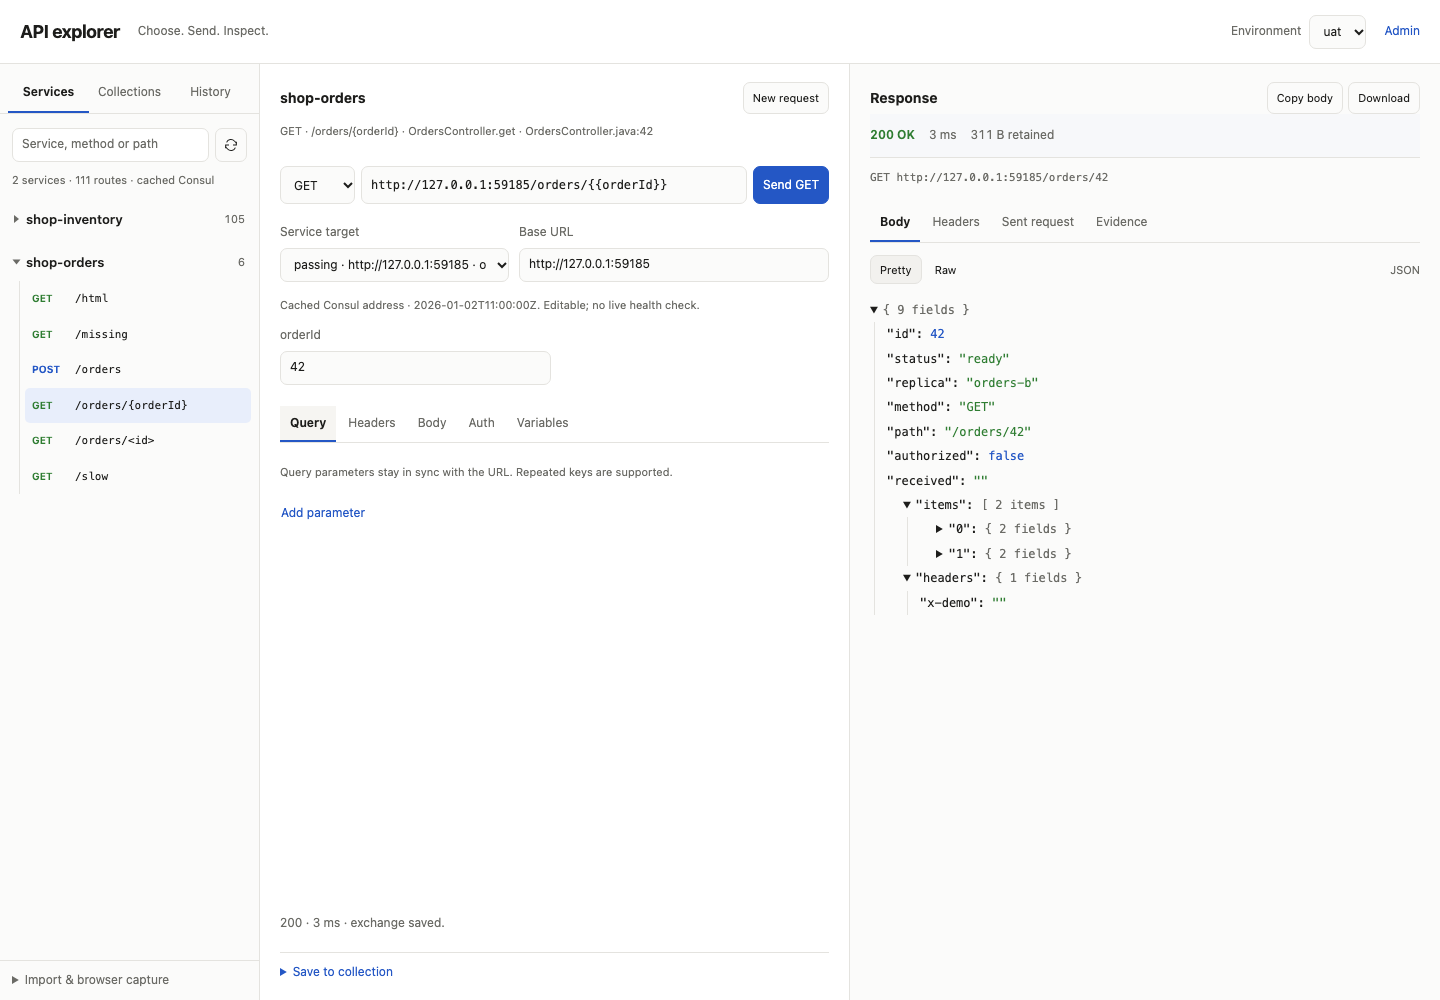 API explorer
Choose. Send. Inspect.
Environment
uat
Admin
Services
Collections
History
Service, method or path
2 services · 111 routes · cached Consul
shop-inventory
105
shop-orders
6
GET /html
GET /missing
POST /orders
GET /orders/{orderId}
GET /orders/<id>
GET /slow
Import & browser capture
shop-orders
New request
GET · /orders/{orderId} · OrdersController.get · OrdersController.java:42
GET
http://127.0.0.1:59185/orders/{{orderId}}
Send GET
Service target
Base URL
passing · http://127.0.0.1:59185 · o
http://127.0.0.1:59185
Cached Consul address · 2026-01-02T11:00:00Z. Editable; no live health check.
orderId
42
Query
Headers
Body
Auth
Variables
Query parameters stay in sync with the URL. Repeated keys are supported.
Add parameter
200 · 3 ms · exchange saved.
Save to collection
Response
Copy body
Download
200 OK
3 ms
311 B retained
GET http://127.0.0.1:59185/orders/42
Body
Headers
Sent request
Evidence
Pretty
Raw
JSON
{ 9 fields }
"id": 42
"status": "ready"
"replica": "orders-b"
"method": "GET"
"path": "/orders/42"
"authorized": false
"received": ""
"items": [ 2 items ]
"0": { 2 fields }
"1": { 2 fields }
"headers": { 1 fields }
"x-demo": ""